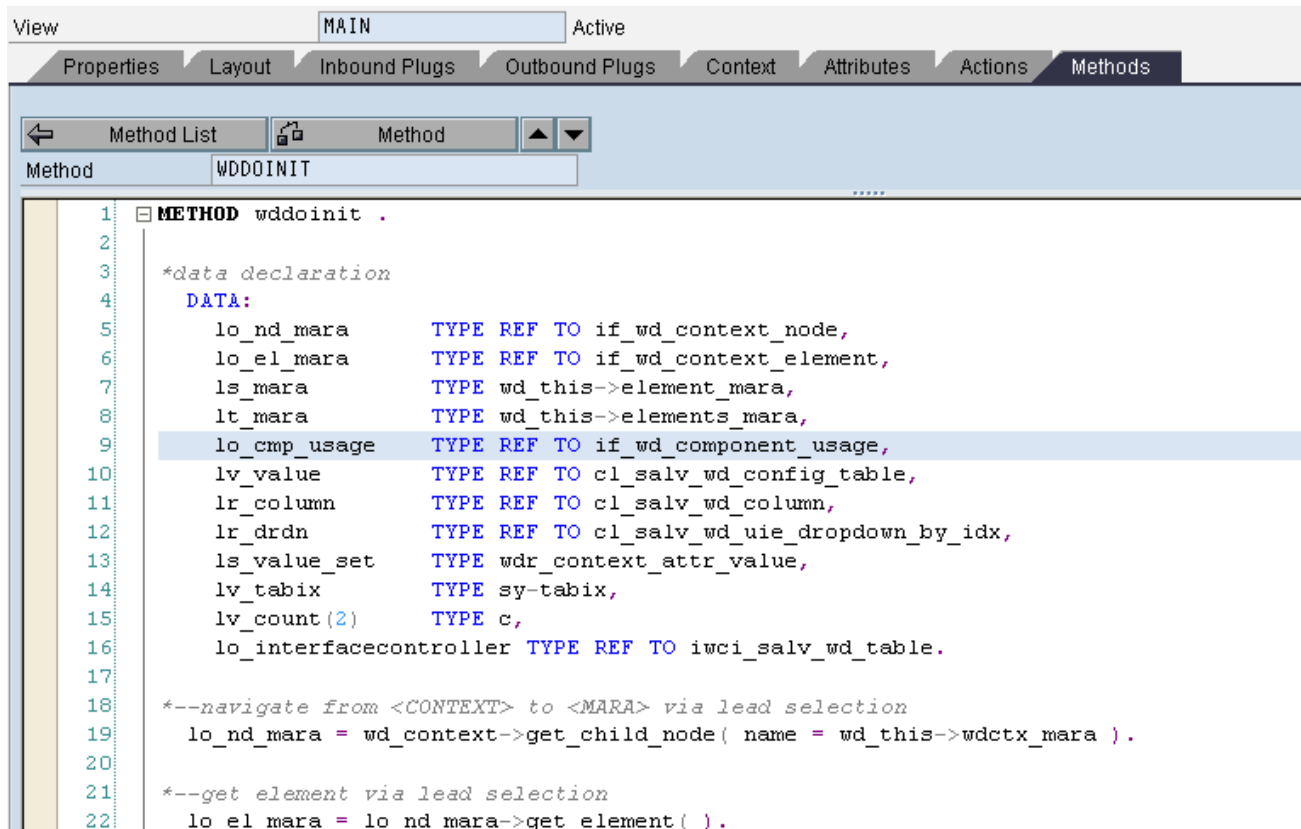 View MAIN Active
Properties Layout Inbound Plugs Outbound Plugs Context Attributes Actions Methods
Method List Method
Method WDDOINIT
1 METHOD wddoinit .
2
3 *data declaration
4 DATA:
5 lo_nd_mara TYPE REF TO if_wd_context_node,
6 lo_el_mara TYPE REF TO if_wd_context_element,
7 ls_mara TYPE wd_this->element_mara,
8 lt_mara TYPE wd_this->elements_mara,
9 lo_cmp_usage TYPE REF TO if_wd_component_usage,
10 lv_value TYPE REF TO cl_salv_wd_config_table,
11 lr_column TYPE REF TO cl_salv_wd_column,
12 lr_drdn TYPE REF TO cl_salv_wd_uie_dropdown_by_idx,
13 ls_value_set TYPE wdr_context_attr_value,
14 lv_tabix TYPE sy-tabix,
15 lv_count(2) TYPE c,
16 lo_interfacecontroller TYPE REF TO iwci_salv_wd_table.
17
18 *--navigate from <CONTEXT> to <MARA> via lead selection
19 lo_nd_mara = wd_context->get_child_node( name = wd_this->wdctx_mara ).
20
21 *--get element via lead selection
22 lo_el_mara = lo_nd_mara->get_element( ).